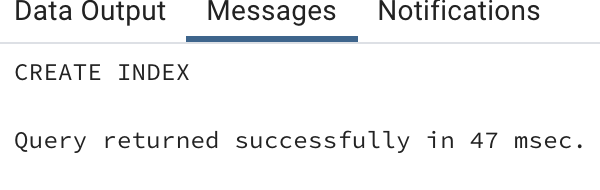 Data Output Messages Notifications
CREATE INDEX
Query returned successfully in 47 msec.